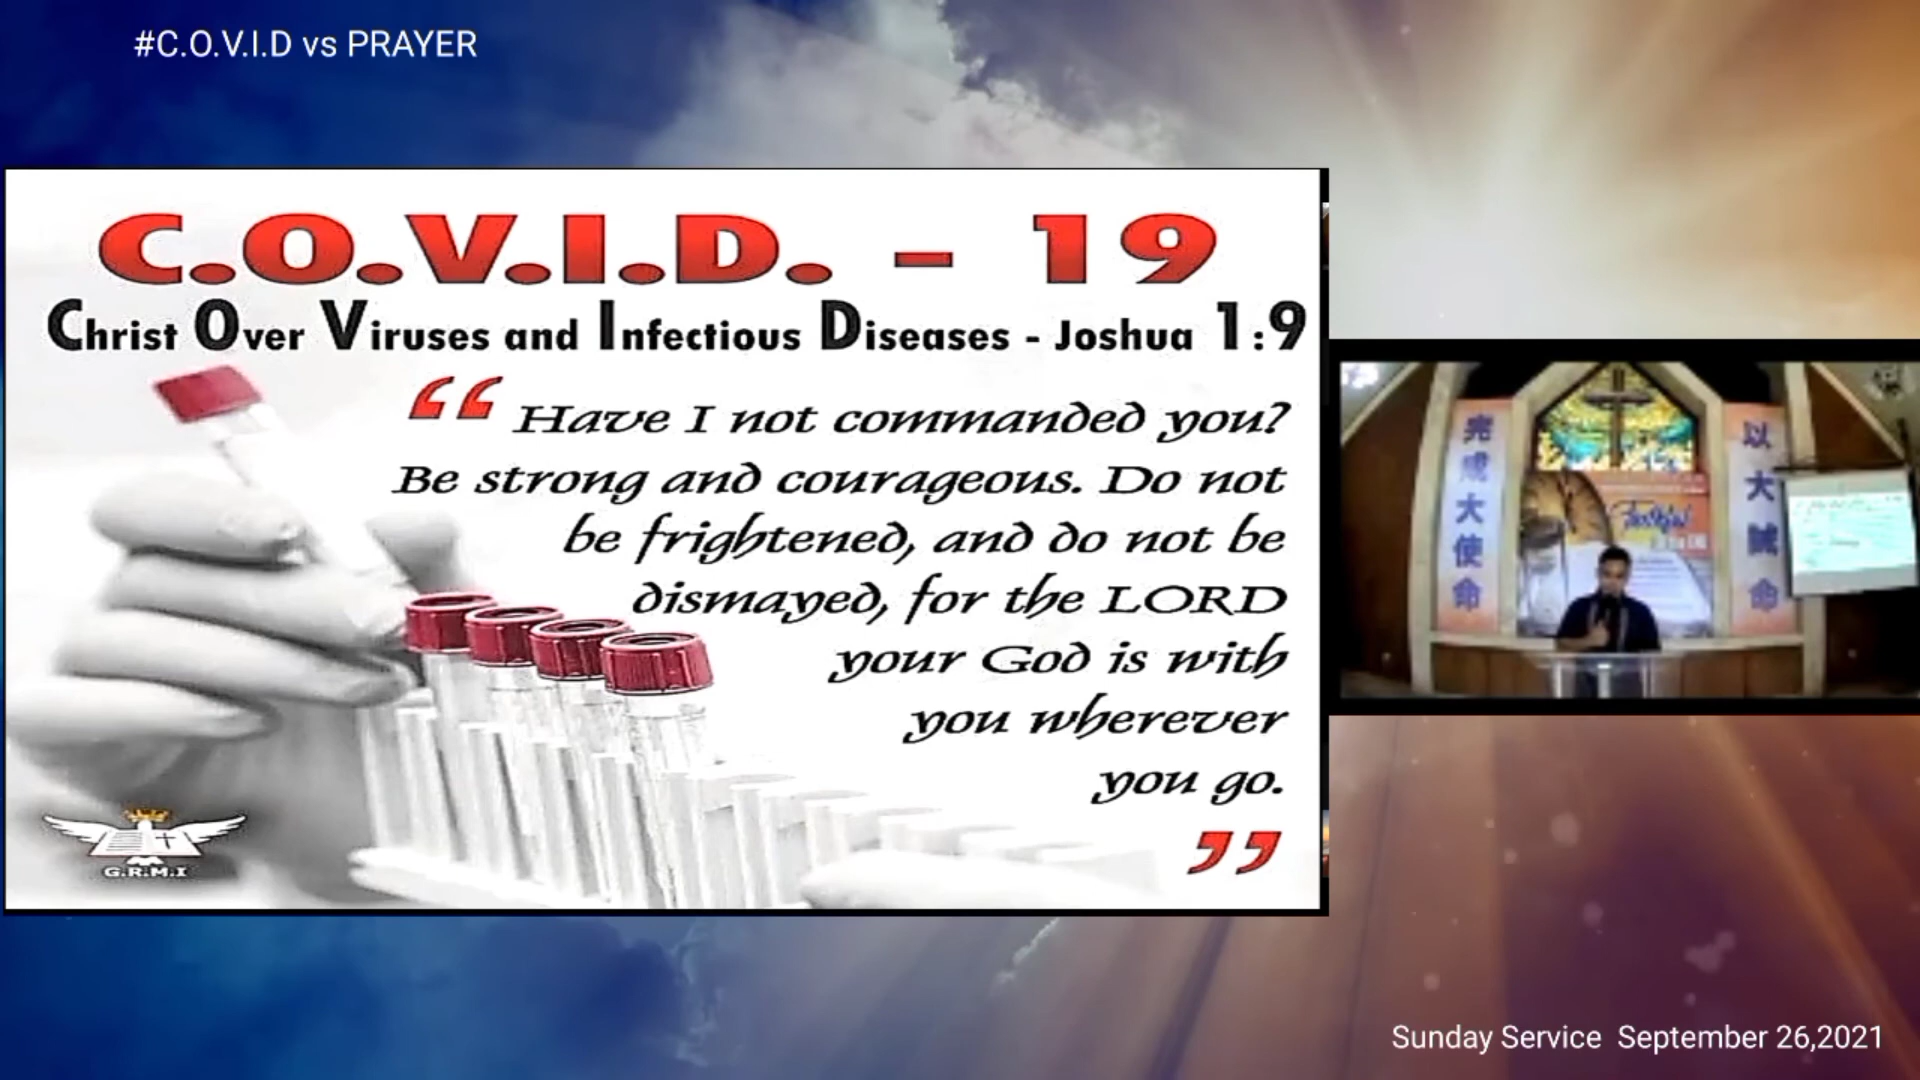 #C.O.V.I.D vs PRAYER
C.O.V.I.D. - 19
Christ Over Viruses and Infectious Diseases - Joshua 1:9
“ Have I not commanded you?
Be strong and courageous. Do not
be frightened, and do not be
dismayed, for the LORD
your God is with
you wherever
you go.
”
G.R.M.I
完成大使命
以大誡命
Faithful
Sunday Service September 26,2021